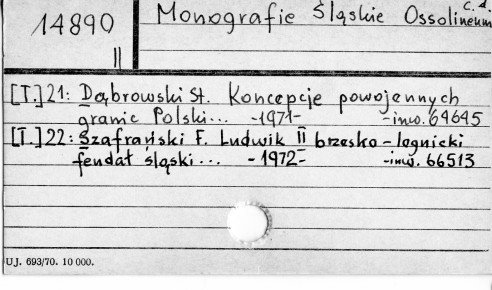 c.d.
14890 Monografie Śląskie Ossolineum
II
[T.]21: Dąbrowski St. Koncepcje powojennych
granic Polski... -1971- -inw. 64645
[T.]22: Szafrański F. Ludwik II brzesko-legnicki
feudał śląski... -1972- -inw. 66513
UJ. 693/70. 10 000.